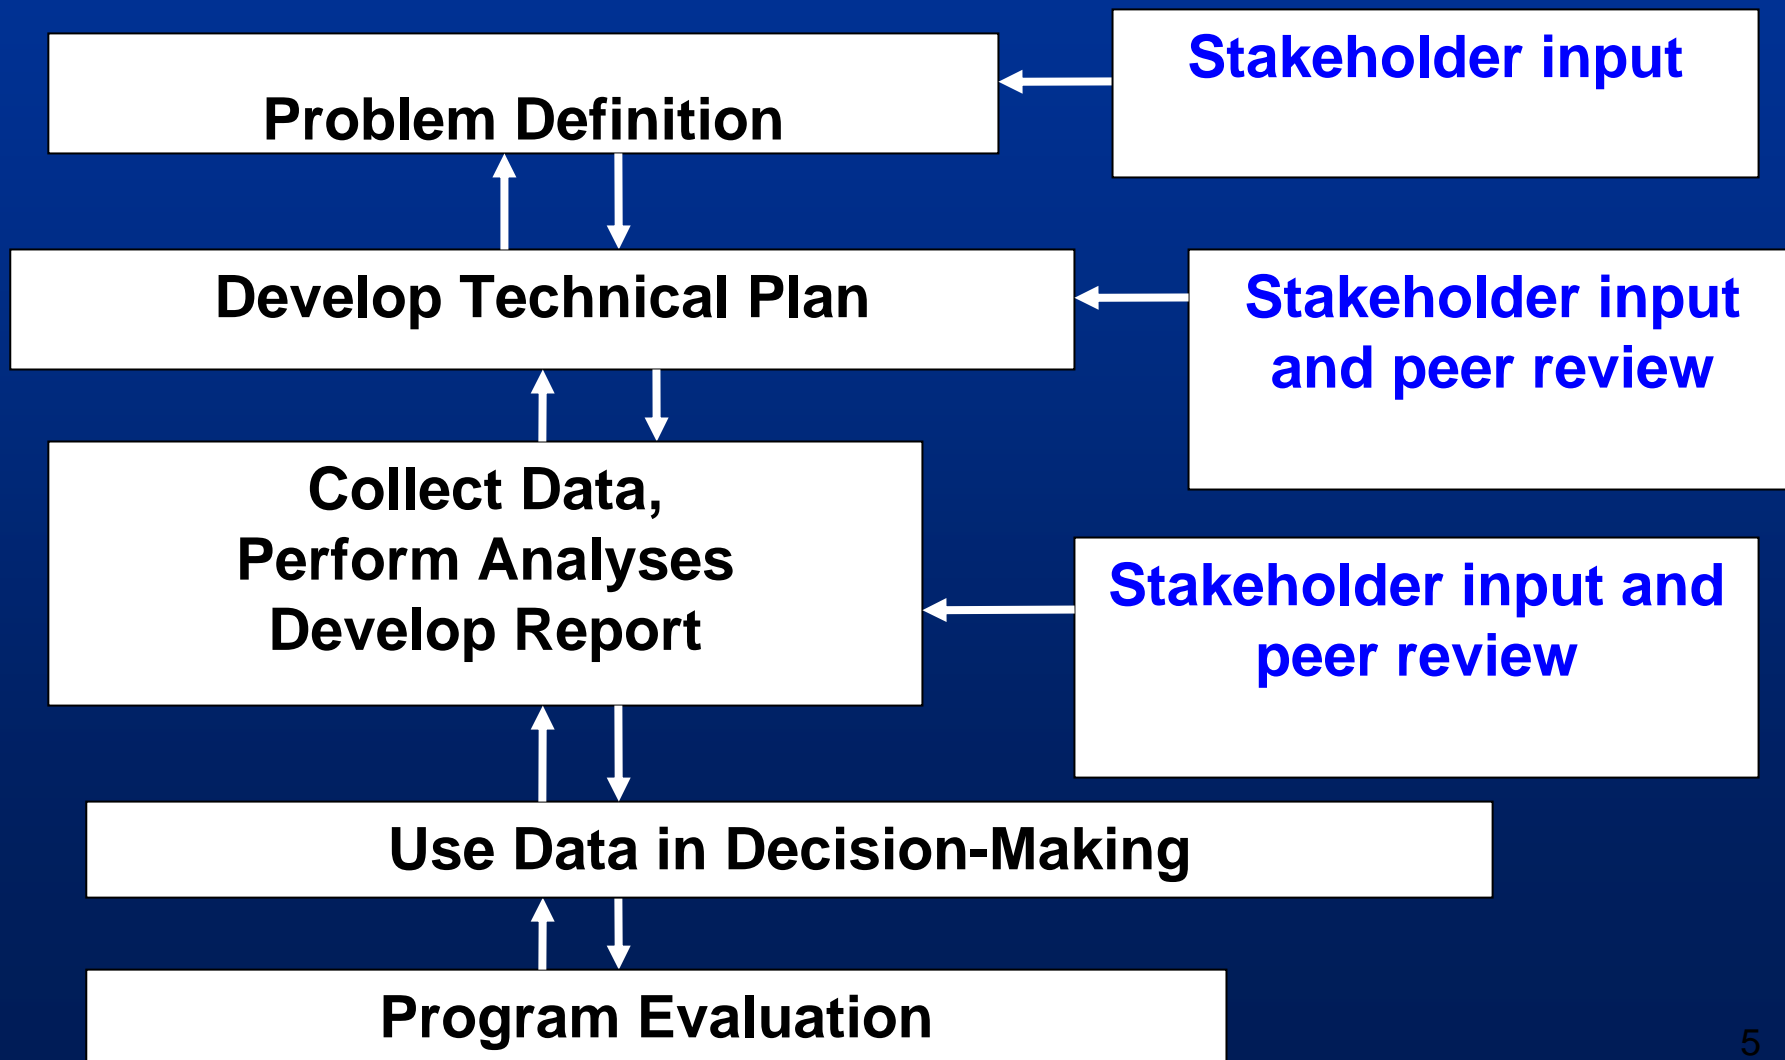 Problem Definition
Stakeholder input
Develop Technical Plan
Stakeholder input
and peer review
Collect Data,
Perform Analyses
Develop Report
Stakeholder input and
peer review
Use Data in Decision-Making
Program Evaluation
5